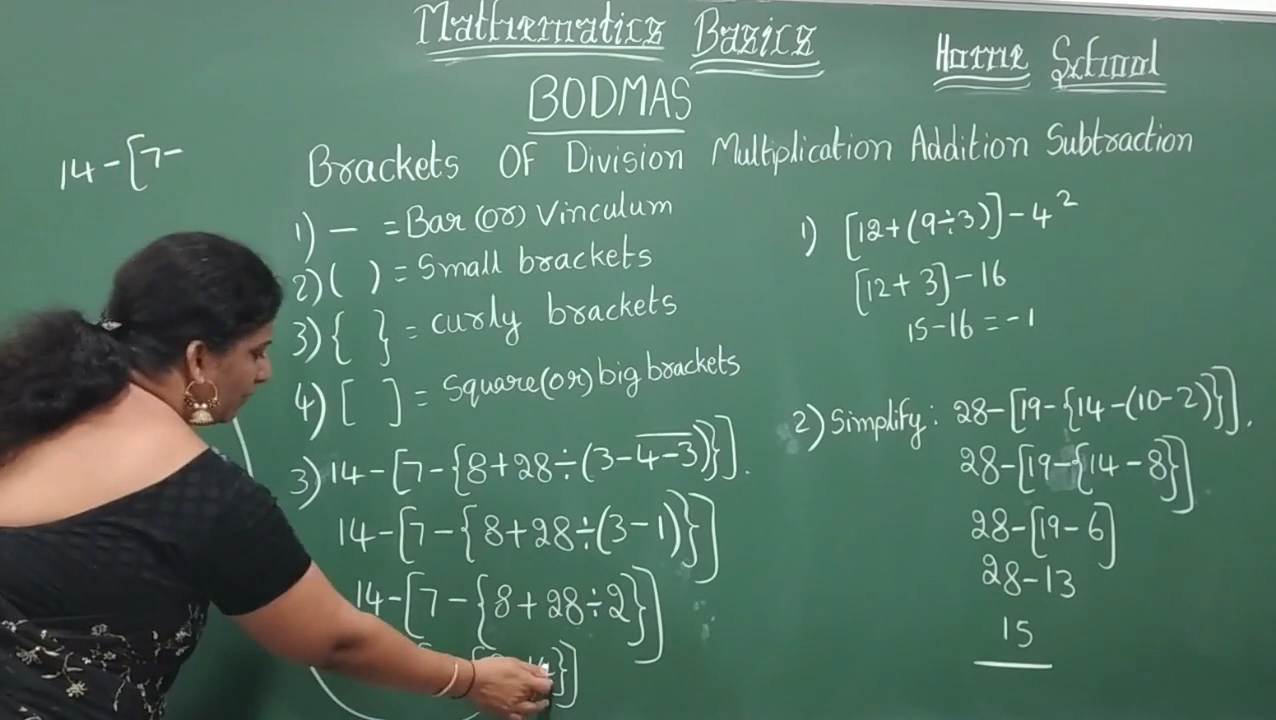 Mathematics Basics
Home School
BODMAS
Brackets OF Division Multiplication Addition Subtraction
14-[7-
1) — = Bar (or) Vinculum
2) ( ) = Small brackets
3) { } = curly brackets
4) [ ] = Square (or) big brackets
3) 14-[7-{8+28÷(3-4̅-̅3̅)}].
14-[7-{8+28÷(3-1)}]
14-[7-{8+28÷2}]
14}]
1) [12+(9÷3)]-4²
[12+3]-16
15-16=-1
2) Simplify: 28-[19-{14-(10-2)}].
28-[19-{14-8}]
28-[19-6]
28-13
15